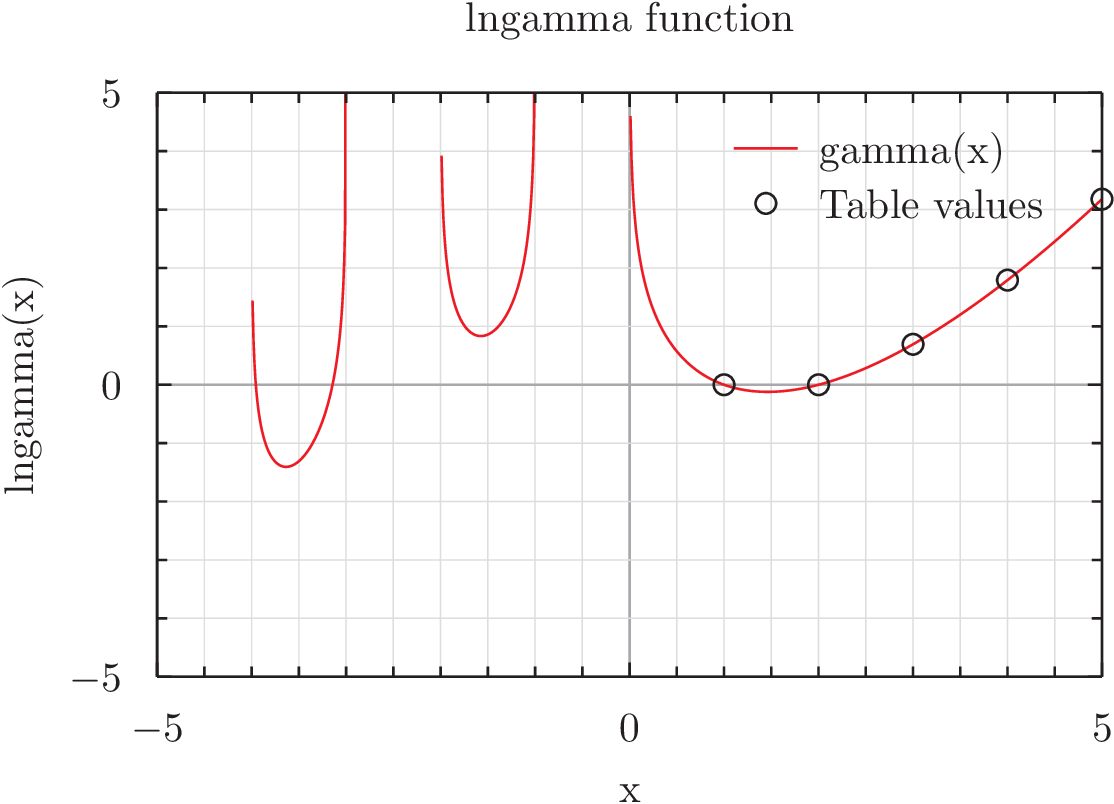 lngamma function
5
gamma(x)
Table values
lngamma(x)
0
−5
−5 0 5
x